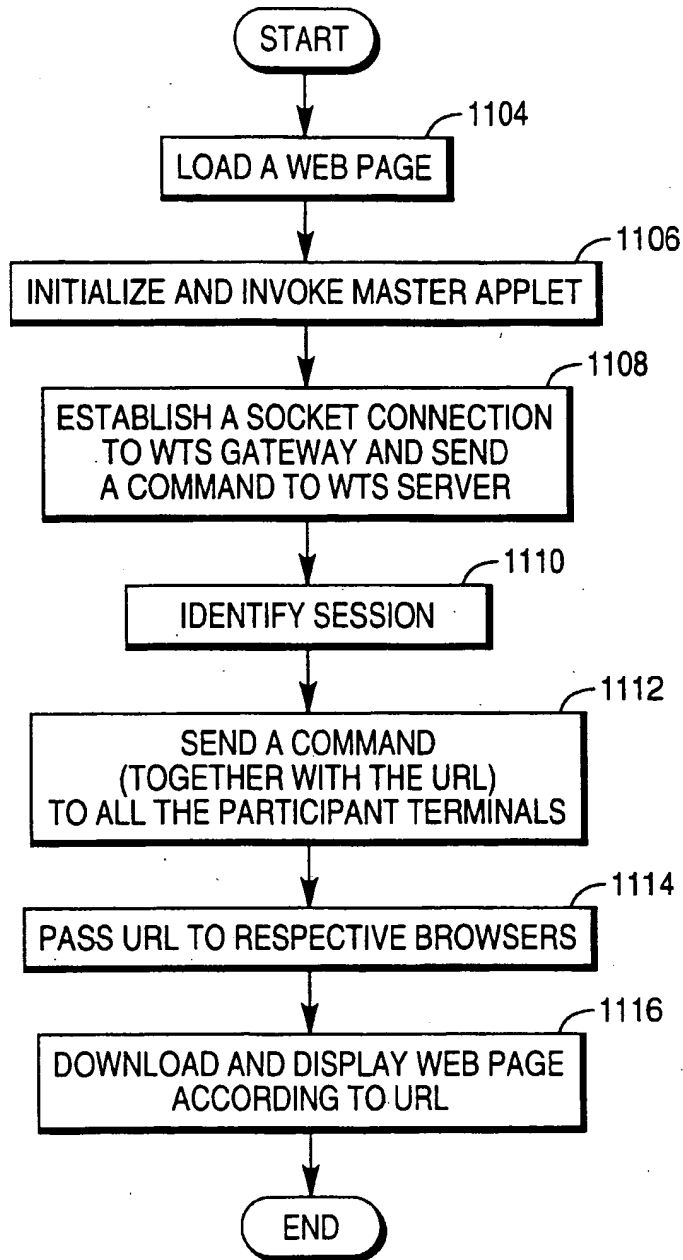 START
1104
LOAD A WEB PAGE
1106
INITIALIZE AND INVOKE MASTER APPLET
1108
ESTABLISH A SOCKET CONNECTION
TO WTS GATEWAY AND SEND
A COMMAND TO WTS SERVER
1110
IDENTIFY SESSION
1112
SEND A COMMAND
(TOGETHER WITH THE URL)
TO ALL THE PARTICIPANT TERMINALS
1114
PASS URL TO RESPECTIVE BROWSERS
1116
DOWNLOAD AND DISPLAY WEB PAGE
ACCORDING TO URL
END